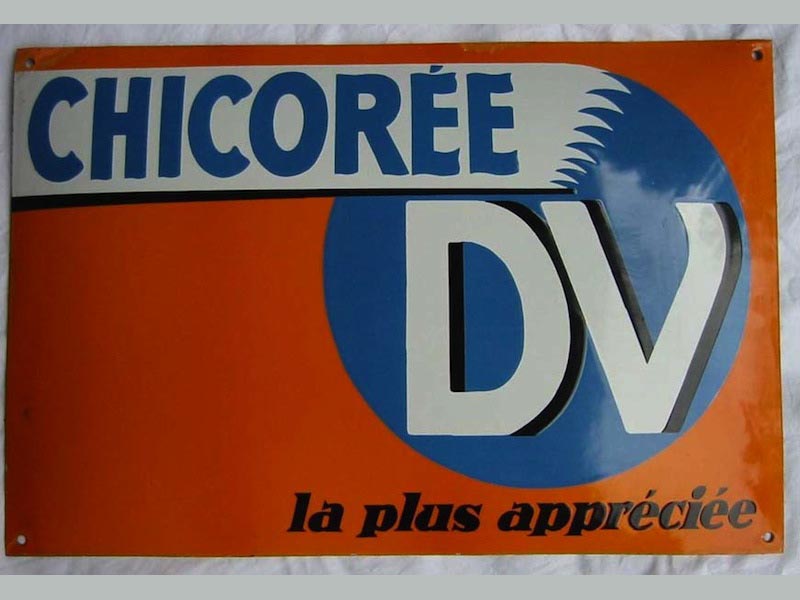 CHICORÉE
DV
la plus appréciée